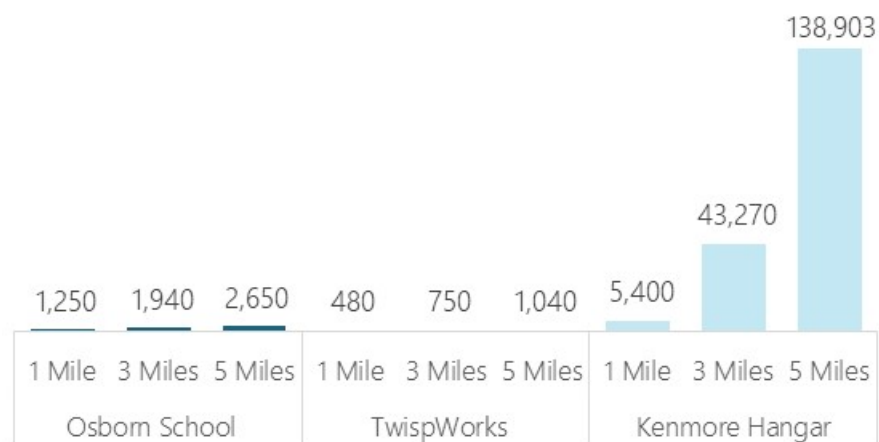 138,903
43,270
1,250 1,940 2,650 480 750 1,040 5,400
1 Mile 3 Miles 5 Miles 1 Mile 3 Miles 5 Miles 1 Mile 3 Miles 5 Miles
Osborn School TwispWorks Kenmore Hangar